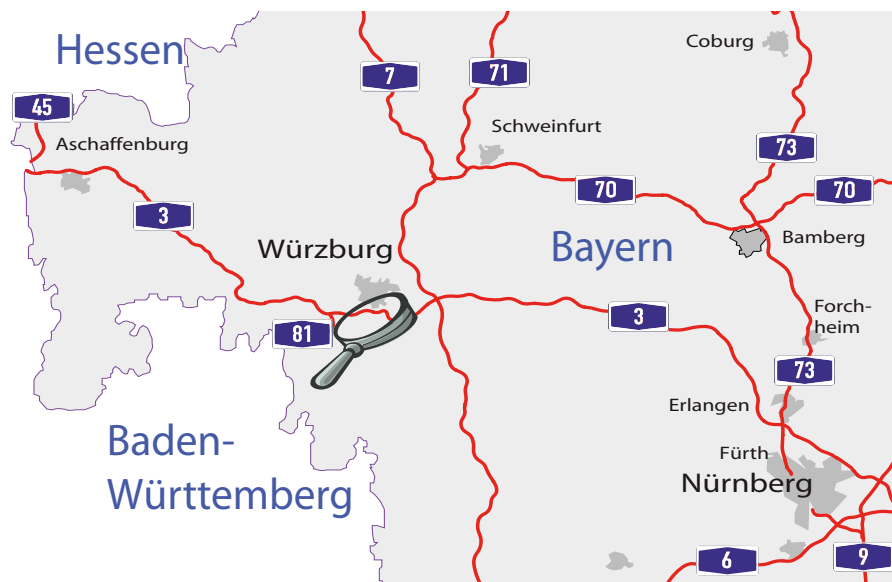 Hessen
Coburg
7
71
45
Schweinfurt
Aschaffenburg
73
70
70
3
Würzburg
Bayern
Bamberg
Forch-
heim
3
81
73
Erlangen
Baden-
Württemberg
Fürth
Nürnberg
6
9